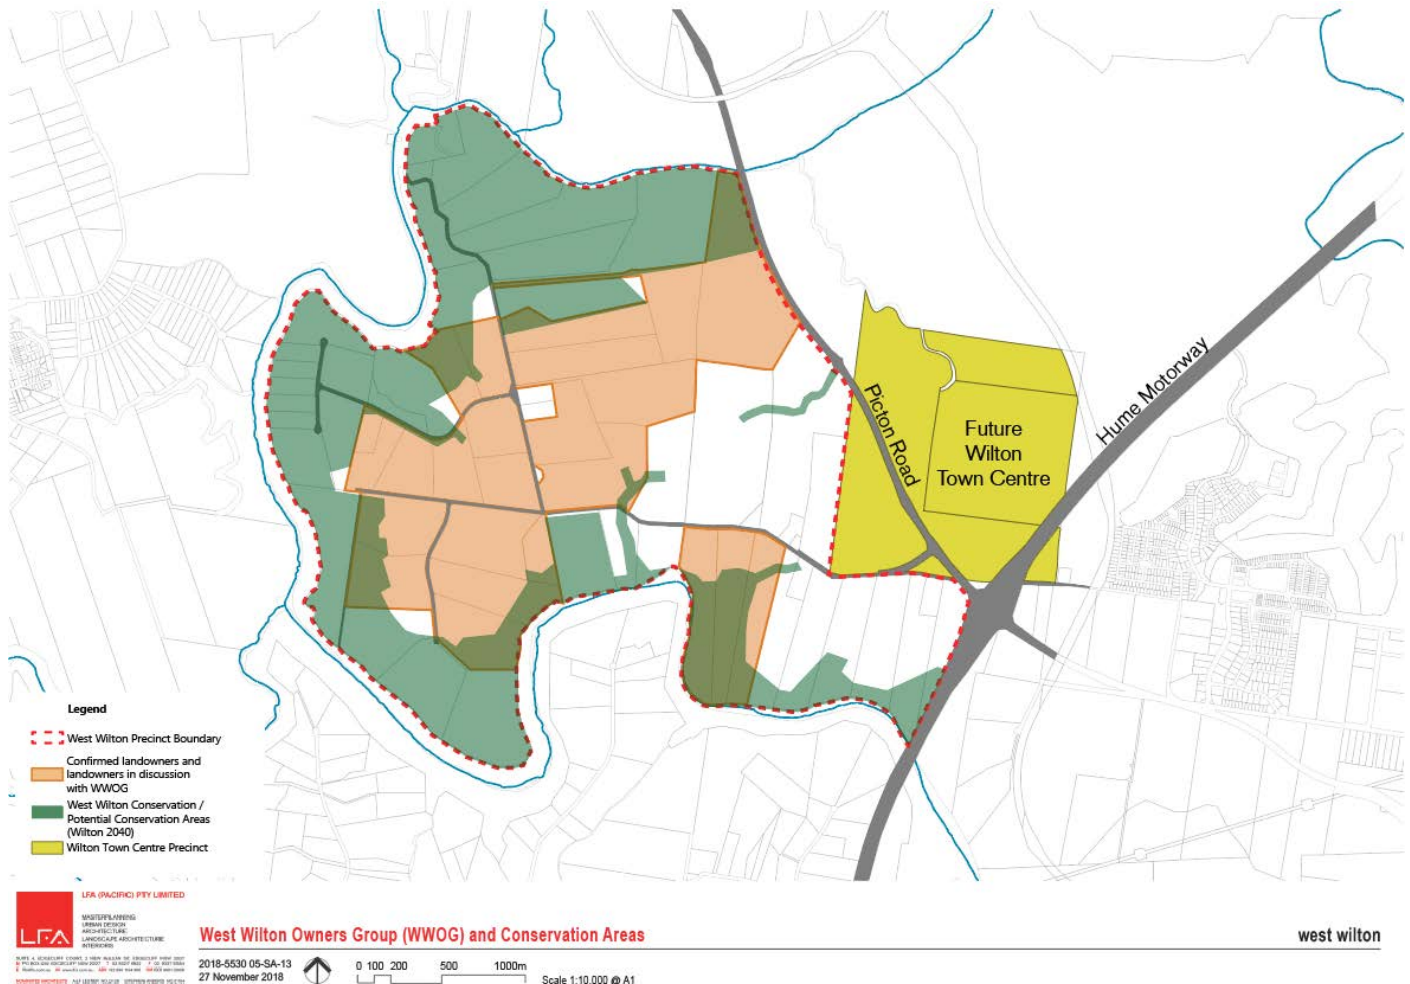 Picton Road
Hume Motorway
Future
Wilton
Town Centre
Legend
West Wilton Precinct Boundary
Confirmed landowners and
landowners in discussion
with WWOG
West Wilton Conservation /
Potential Conservation Areas
(Wilton 2040)
Wilton Town Centre Precinct
LFA
LFA (PACIFIC) PTY LIMITED
MASTERPLANNING
URBAN DESIGN
ARCHITECTURE
LANDSCAPE ARCHITECTURE
INTERIORS
West Wilton Owners Group (WWOG) and Conservation Areas
west wilton
2018-5530 05-SA-13
27 November 2018
0 100 200 500 1000m
Scale 1:10,000 @ A1